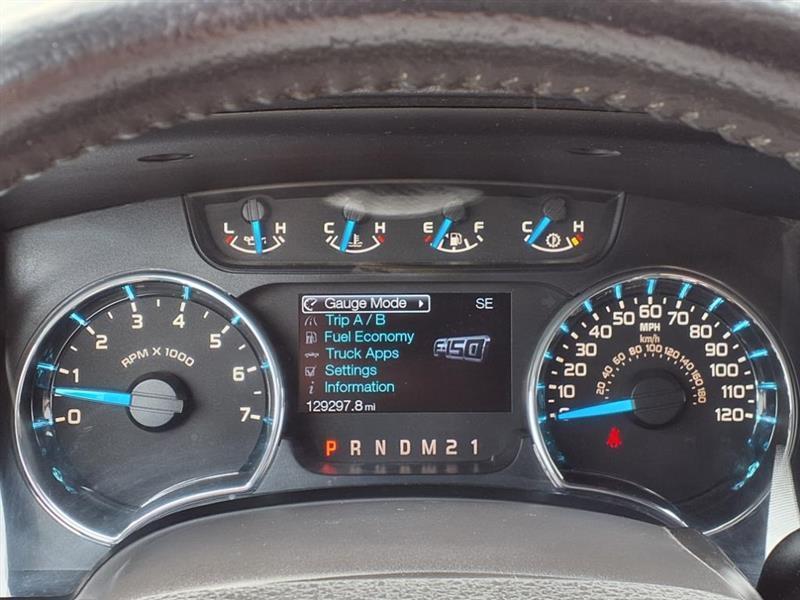 L H C H E F C H
Gauge Mode SE
Trip A / B
Fuel Economy
F150
Truck Apps
Settings
Information
129297.8 mi
P R N D M 2 1
0 1 2 3 4 5 6 7
RPM X 1000
0 10 20 30 40 50 60 70 80 90 100 110 120
MPH
km/h
20 40 60 80 100 120 140 160 180